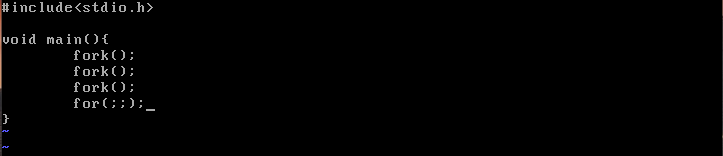 #include<stdio.h>

void main(){
        fork();
        fork();
        fork();
        for(;;);_
}
~
~